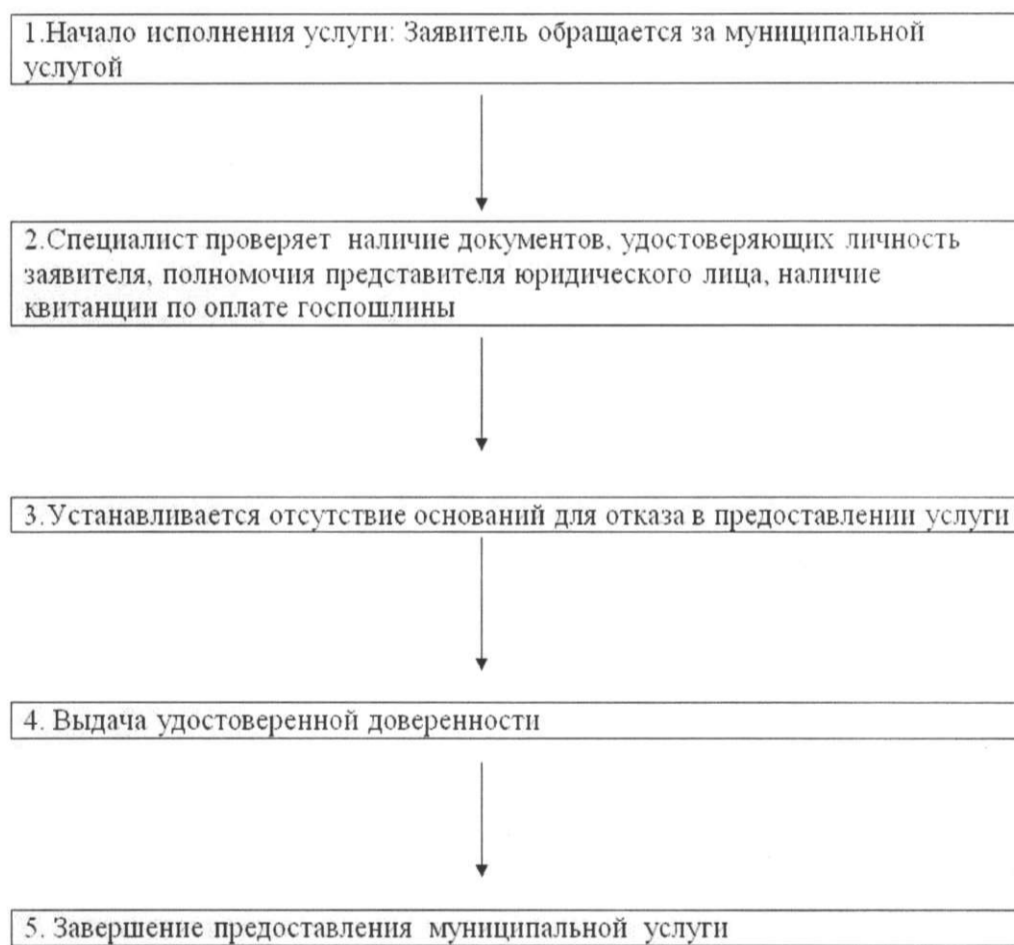 1.Начало исполнения услуги: Заявитель обращается за муниципальной
услугой
2.Специалист проверяет наличие документов, удостоверяющих личность
заявителя, полномочия представителя юридического лица, наличие
квитанции по оплате госпошлины
3.Устанавливается отсутствие оснований для отказа в предоставлении услуги
4. Выдача удостоверенной доверенности
5. Завершение предоставления муниципальной услуги